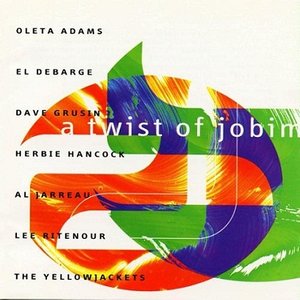 OLETA ADAMS
EL DEBARGE
DAVE GRUSIN
a twist of jobim
HERBIE HANCOCK
AL JARREAU
LEE RITENOUR
THE YELLOWJACKETS